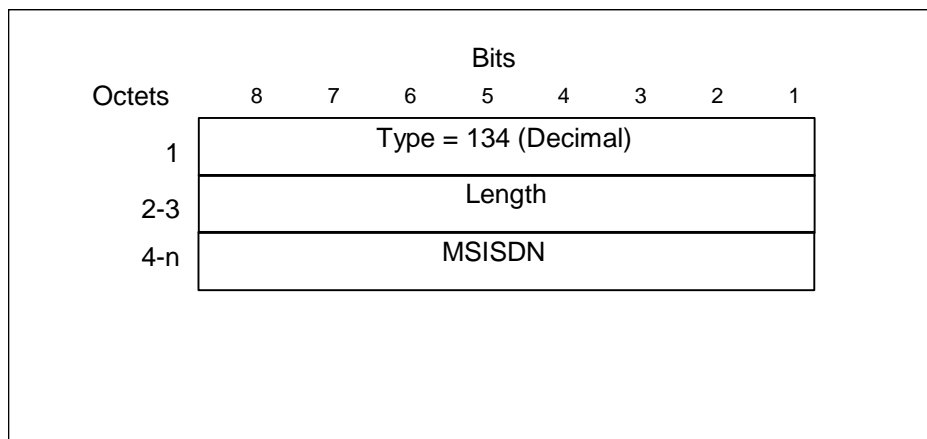 Bits
Octets 8 7 6 5 4 3 2 1
1 Type = 134 (Decimal)
2-3 Length
4-n MSISDN